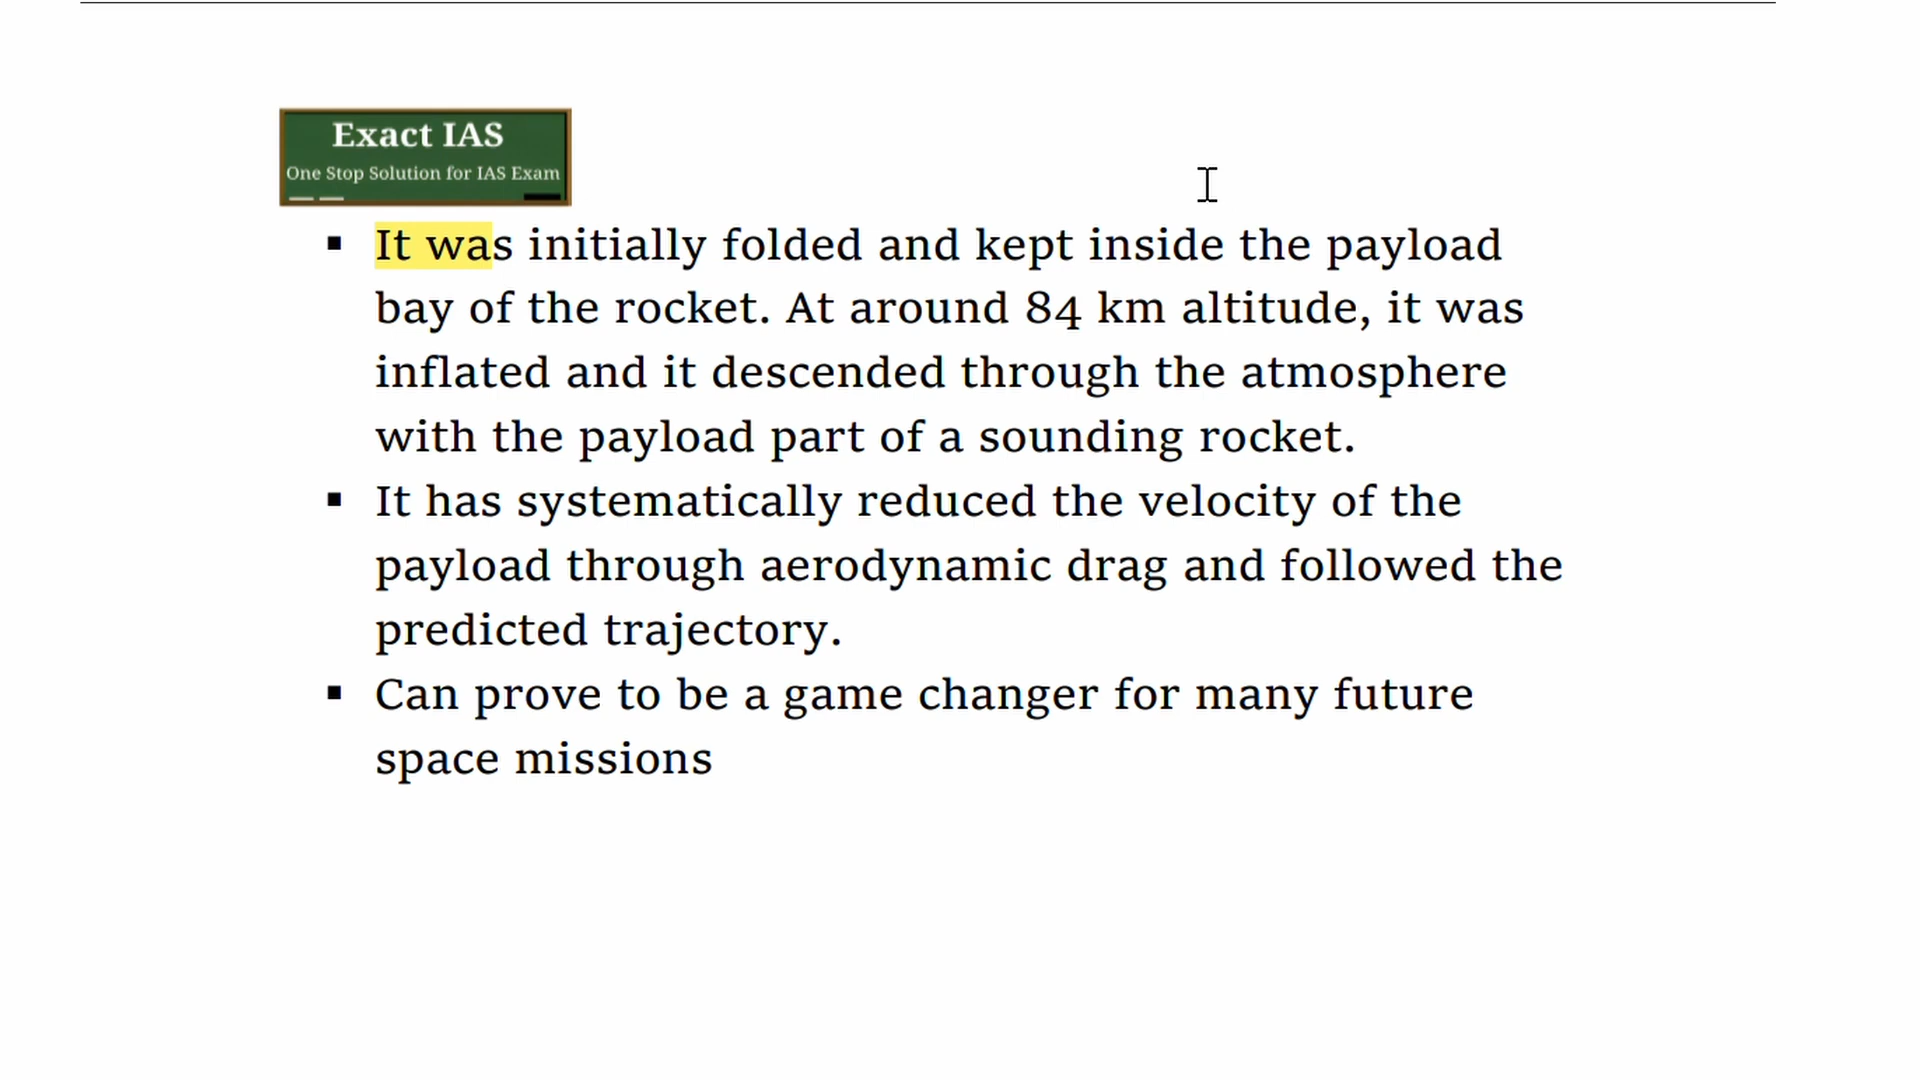 Exact IAS
One Stop Solution for IAS Exam
▪ It was initially folded and kept inside the payload
bay of the rocket. At around 84 km altitude, it was
inflated and it descended through the atmosphere
with the payload part of a sounding rocket.
▪ It has systematically reduced the velocity of the
payload through aerodynamic drag and followed the
predicted trajectory.
▪ Can prove to be a game changer for many future
space missions